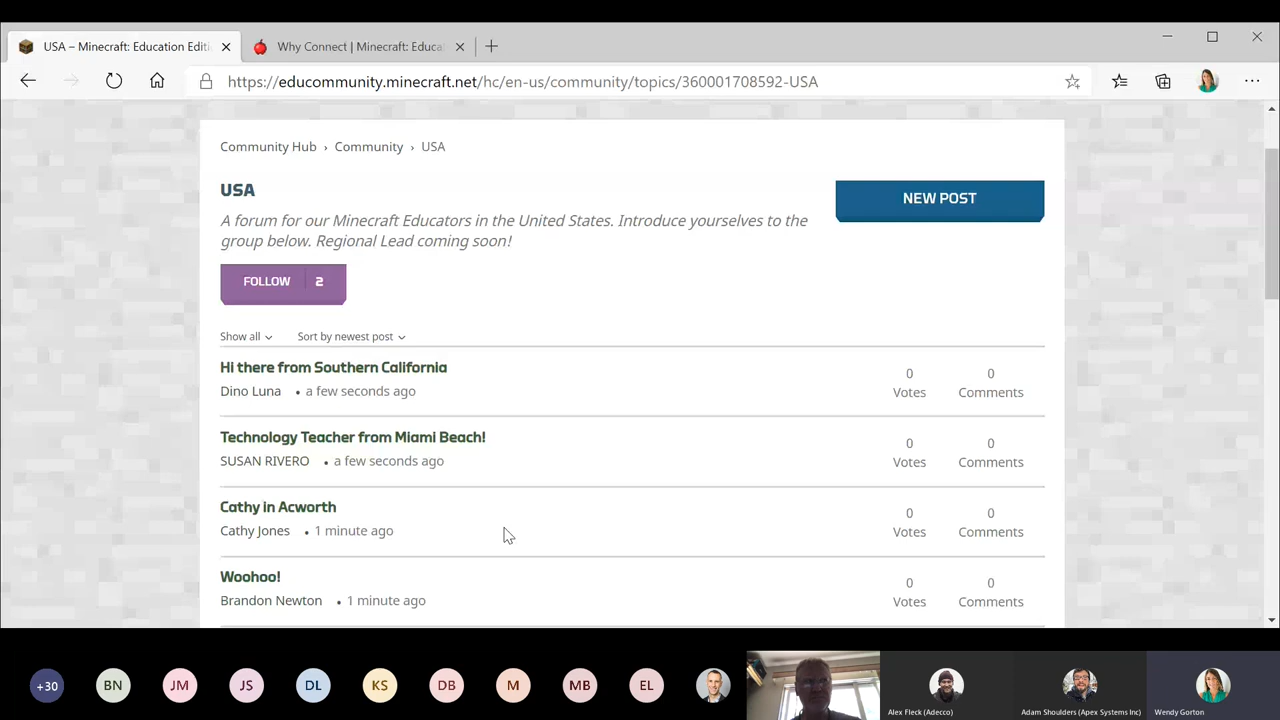 USA – Minecraft: Education Editi
Why Connect | Minecraft: Educa
https://educommunity.minecraft.net/hc/en-us/community/topics/360001708592-USA
Community Hub › Community › USA
USA
NEW POST
A forum for our Minecraft Educators in the United States. Introduce yourselves to the
group below. Regional Lead coming soon!
FOLLOW 2
Show all Sort by newest post
Hi there from Southern California
Dino Luna • a few seconds ago
0 Votes
0 Comments
Technology Teacher from Miami Beach!
SUSAN RIVERO • a few seconds ago
0 Votes
0 Comments
Cathy in Acworth
Cathy Jones • 1 minute ago
0 Votes
0 Comments
Woohoo!
Brandon Newton • 1 minute ago
0 Votes
0 Comments
+30 BN JM JS DL KS DB M MB EL
Alex Fleck (Adecco) Adam Shoulders (Apex Systems Inc) Wendy Gorton